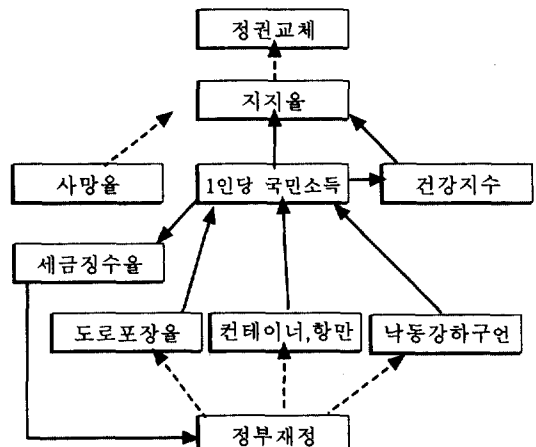 정권교체
지지율
사망율
1인당 국민소득
건강지수
세금징수율
도로포장율
컨테이너,항만
낙동강하구언
정부재정